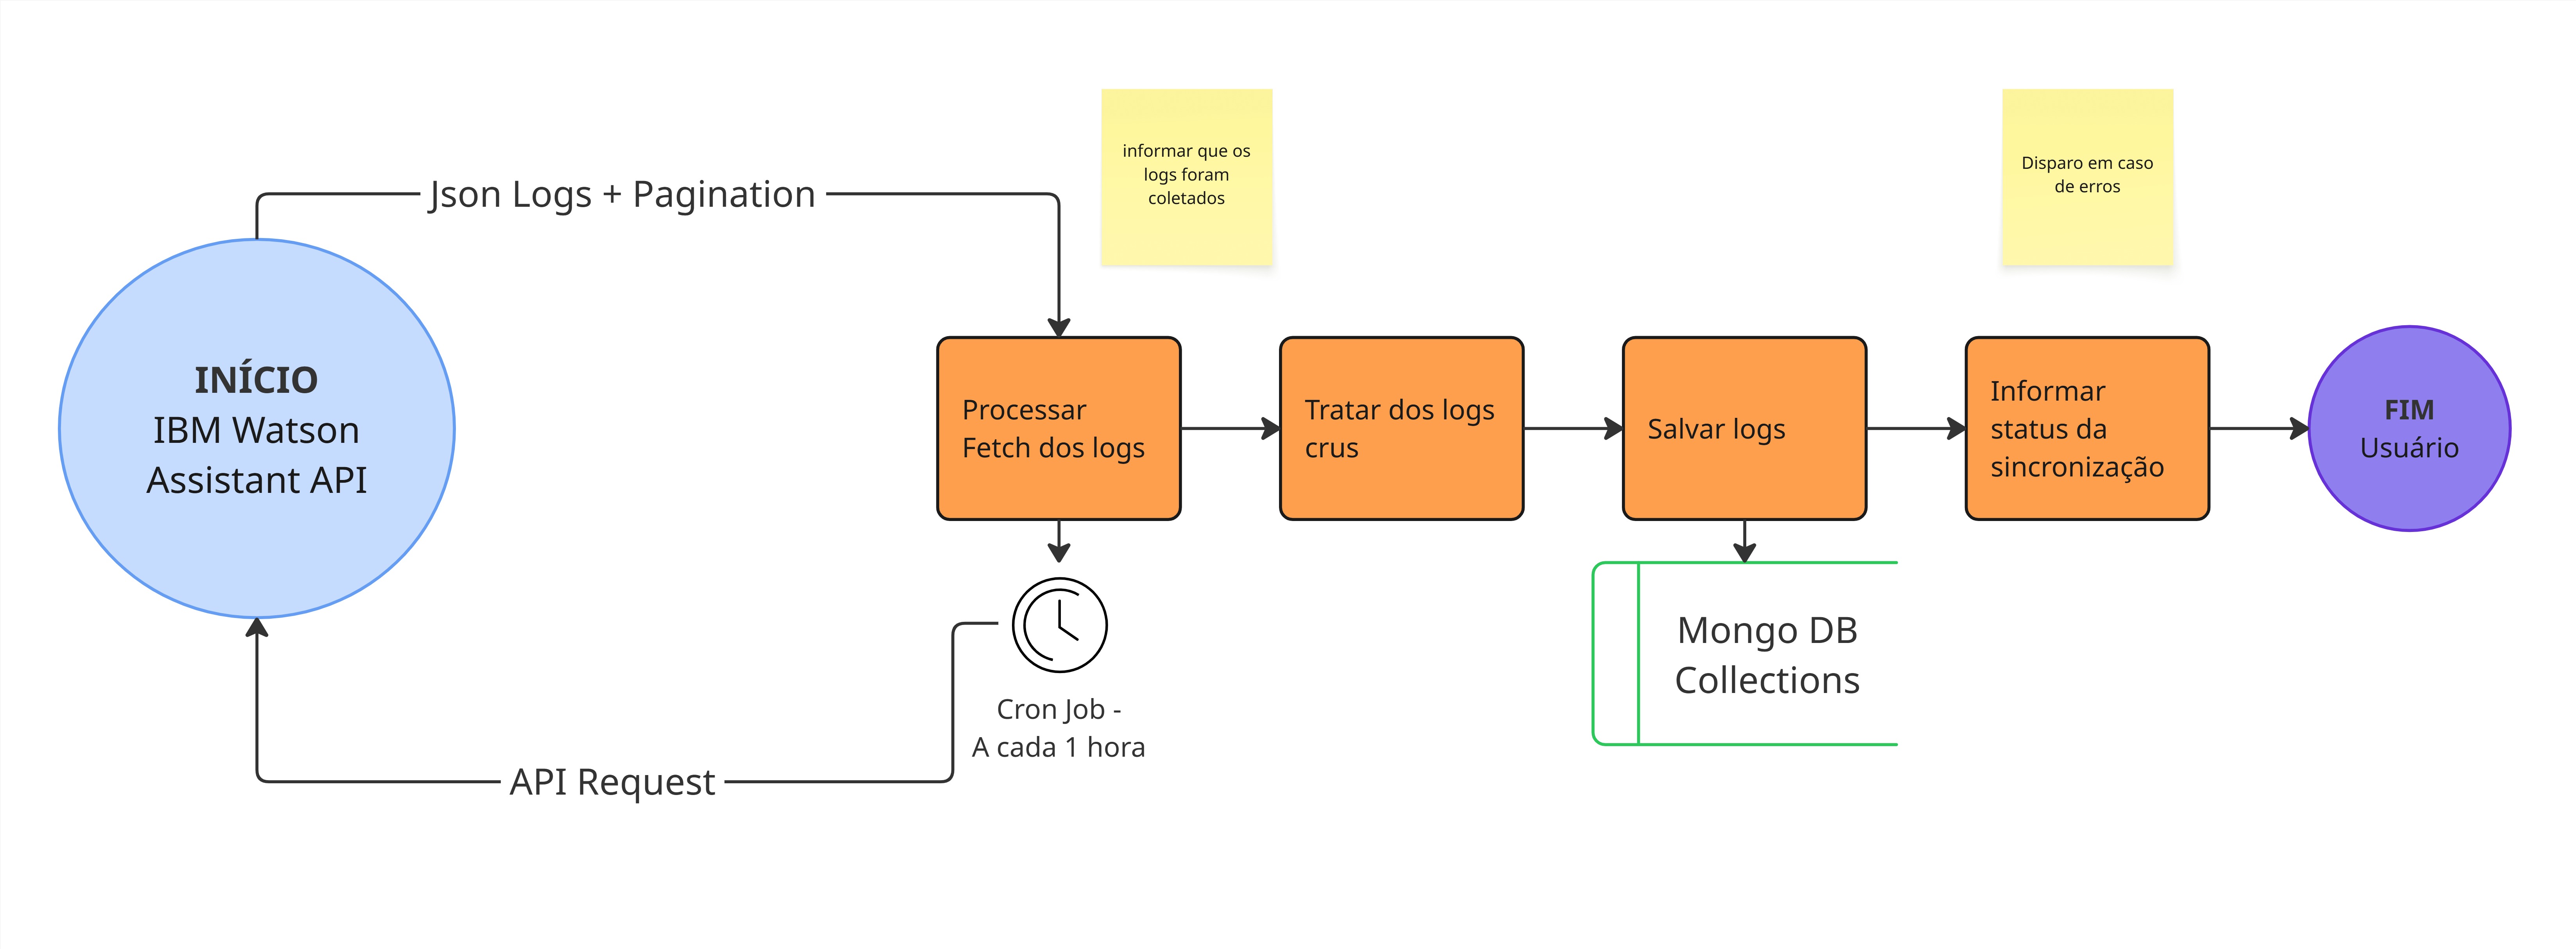 informar que os
logs foram
coletados
Disparo em caso
de erros
Json Logs + Pagination
INÍCIO
IBM Watson
Assistant API
Processar
Fetch dos logs
Tratar dos logs
crus
Salvar logs
Informar
status da
sincronização
FIM
Usuário
Mongo DB
Collections
Cron Job -
A cada 1 hora
API Request